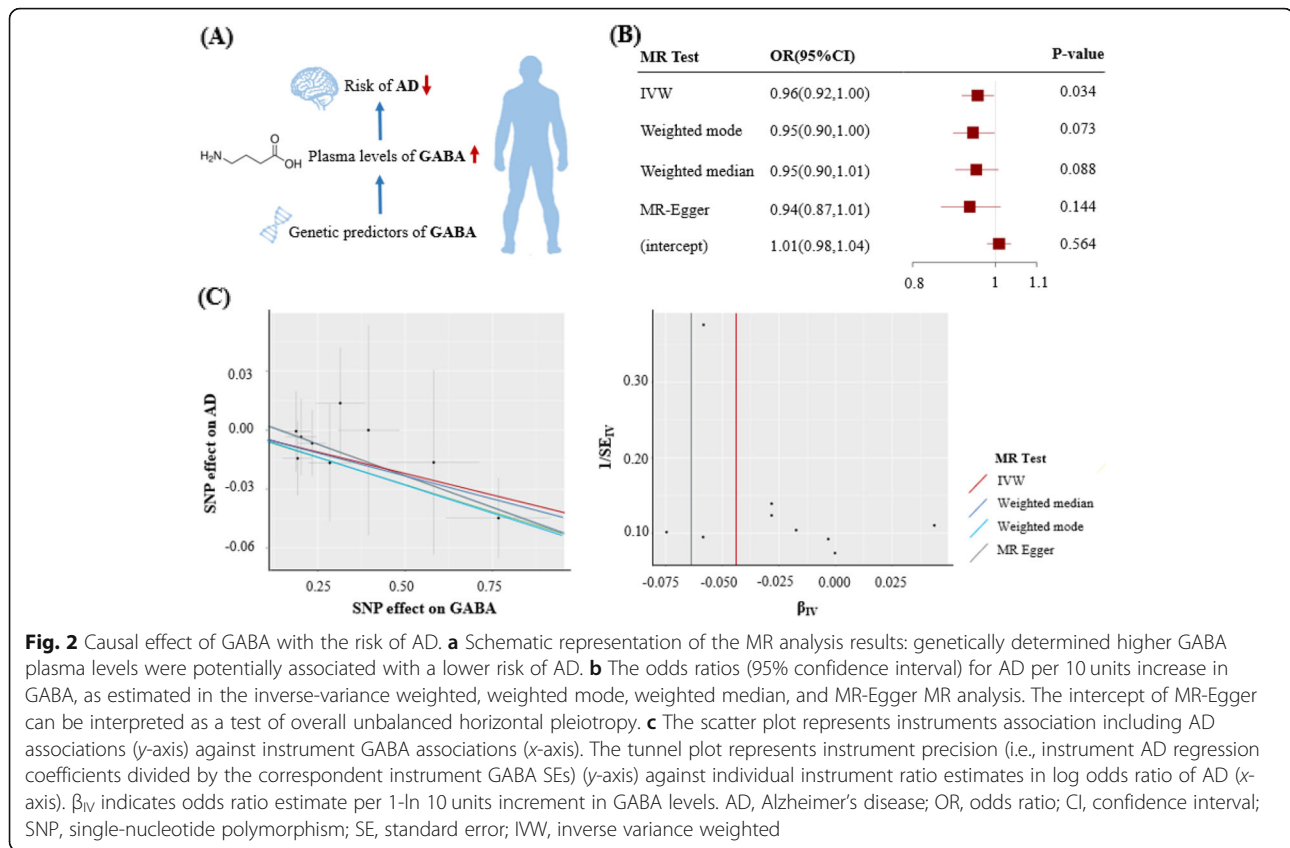 (A)
Risk of AD
H₂N
O
OH
Plasma levels of GABA
Genetic predictors of GABA
(B)
MR Test OR(95%CI) P-value
IVW 0.96(0.92,1.00) 0.034
Weighted mode 0.95(0.90,1.00) 0.073
Weighted median 0.95(0.90,1.01) 0.088
MR-Egger 0.94(0.87,1.01) 0.144
(intercept) 1.01(0.98,1.04) 0.564
0.8 1 1.1
(C)
SNP effect on AD
0.03
0.00
-0.03
-0.06
0.25 0.50 0.75
SNP effect on GABA
1/SE_IV
0.30
0.20
0.10
-0.075 -0.050 -0.025 0.000 0.025
β_IV
MR Test
IVW
Weighted median
Weighted mode
MR Egger
Fig. 2 Causal effect of GABA with the risk of AD. a Schematic representation of the MR analysis results: genetically determined higher GABA
plasma levels were potentially associated with a lower risk of AD. b The odds ratios (95% confidence interval) for AD per 10 units increase in
GABA, as estimated in the inverse-variance weighted, weighted mode, weighted median, and MR-Egger MR analysis. The intercept of MR-Egger
can be interpreted as a test of overall unbalanced horizontal pleiotropy. c The scatter plot represents instruments association including AD
associations (y-axis) against instrument GABA associations (x-axis). The tunnel plot represents instrument precision (i.e., instrument AD regression
coefficients divided by the correspondent instrument GABA SEs) (y-axis) against individual instrument ratio estimates in log odds ratio of AD (x-
axis). β_IV indicates odds ratio estimate per 1-ln 10 units increment in GABA levels. AD, Alzheimer's disease; OR, odds ratio; CI, confidence interval;
SNP, single-nucleotide polymorphism; SE, standard error; IVW, inverse variance weighted